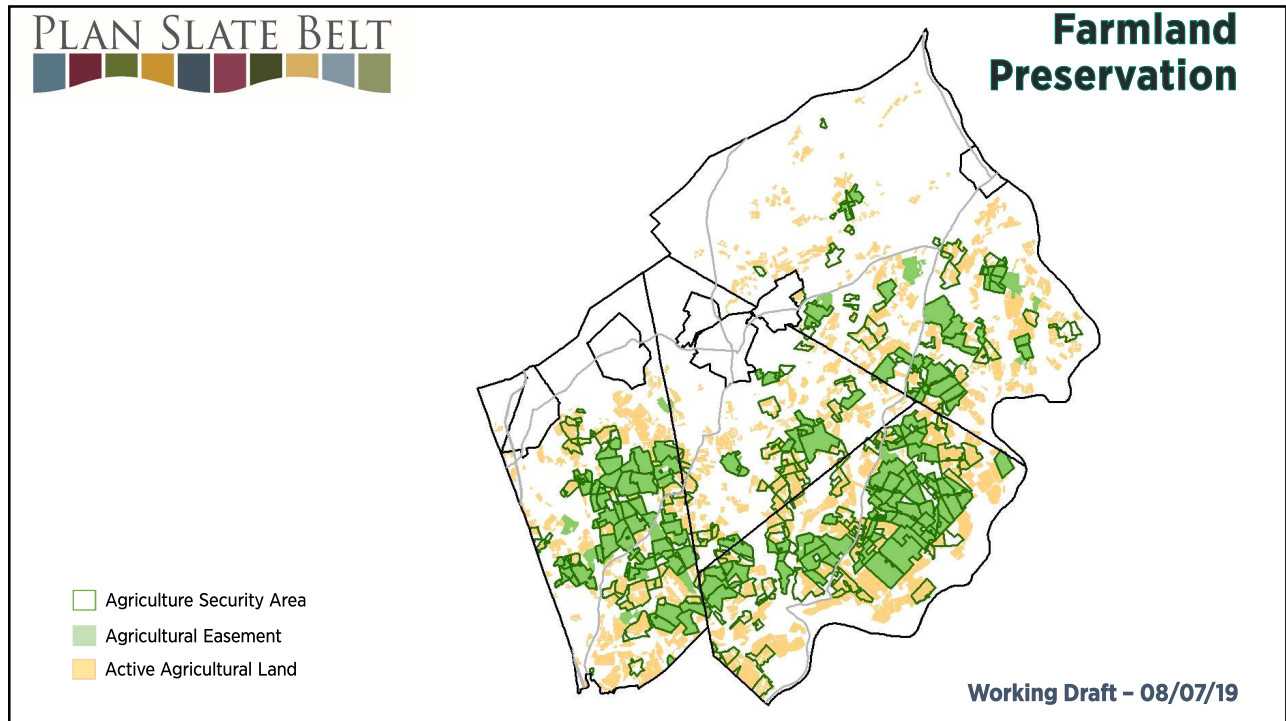 PLAN SLATE BELT
Farmland
Preservation
Agriculture Security Area
Agricultural Easement
Active Agricultural Land
Working Draft – 08/07/19